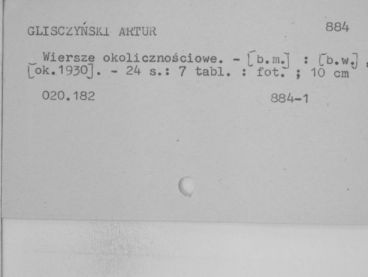 GLISCZYŃSKI ARTUR 884
Wiersze okolicznościowe. - [b.m.] : [b.w.],
[ok.1930]. - 24 s.: 7 tabl. : fot. ; 10 cm
020.182 884-1